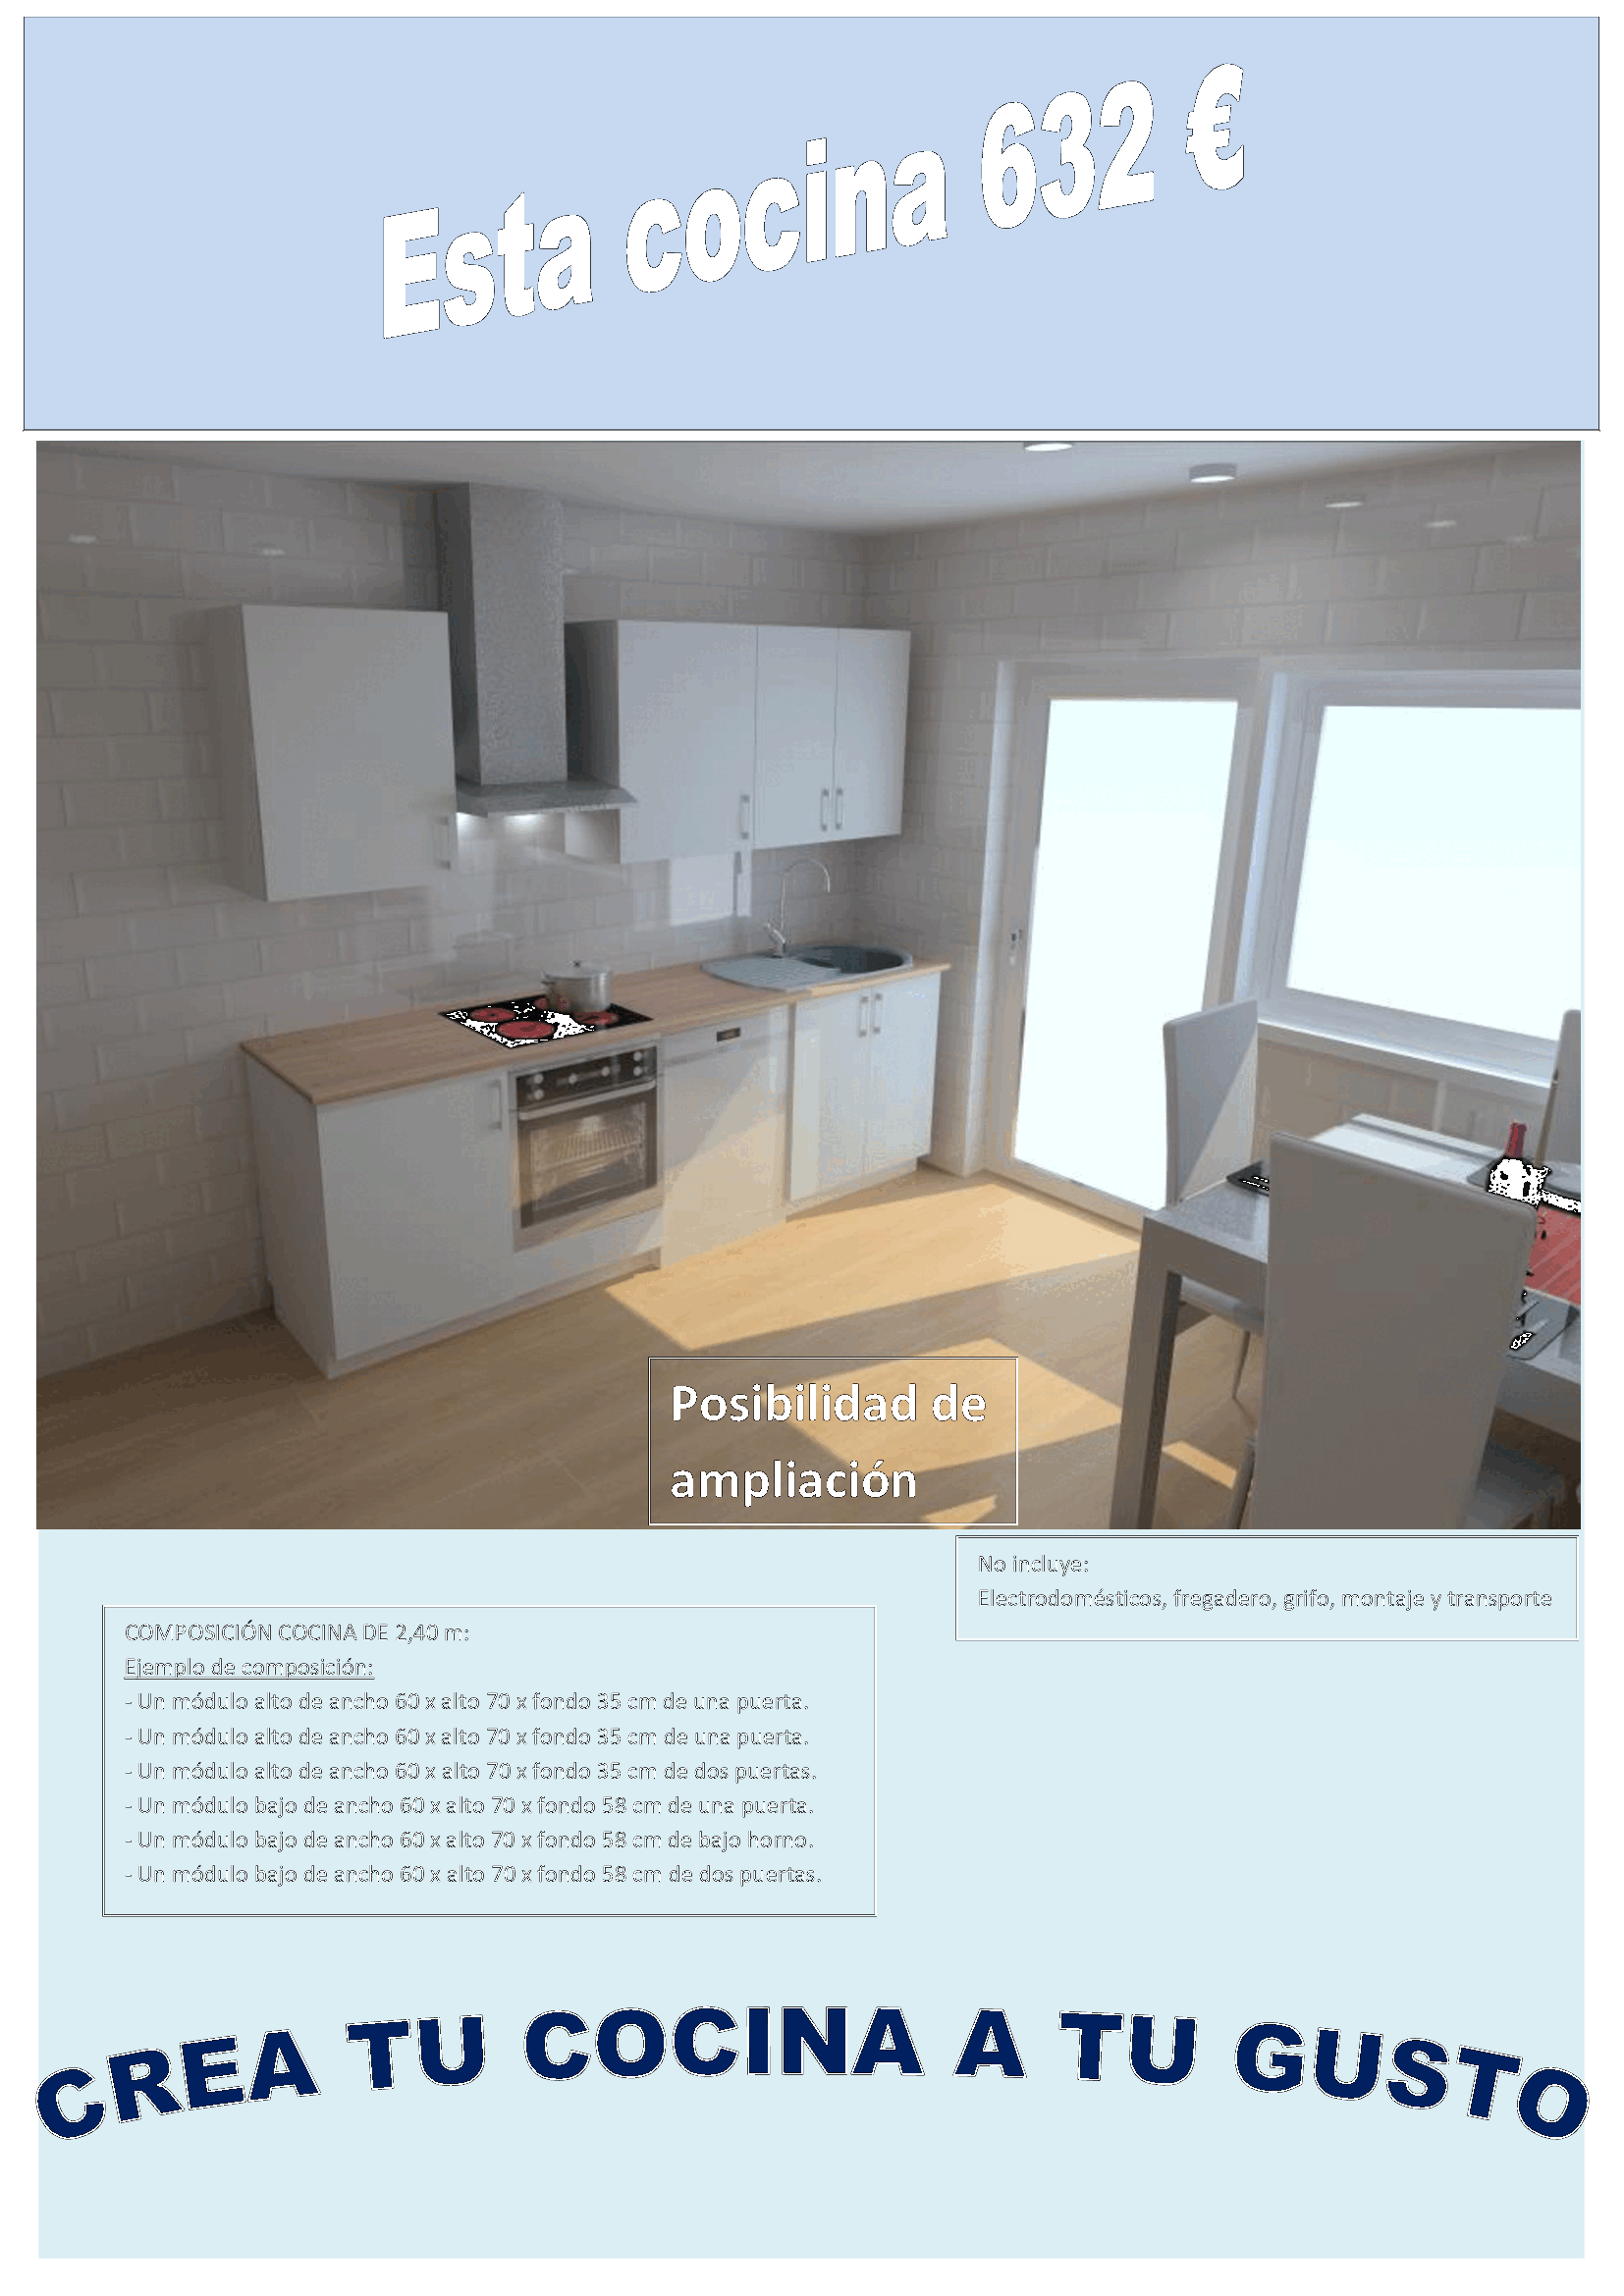 Esta cocina 632 €
Posibilidad de
ampliación
No incluye:
Electrodomésticos, fregadero, grifo, montaje y transporte
COMPOSICIÓN COCINA DE 2,40 m:
Ejemplo de composición:
- Un módulo alto de ancho 60 x alto 70 x fondo 35 cm de una puerta.
- Un módulo alto de ancho 60 x alto 70 x fondo 35 cm de una puerta.
- Un módulo alto de ancho 60 x alto 70 x fondo 35 cm de dos puertas.
- Un módulo bajo de ancho 60 x alto 70 x fondo 58 cm de una puerta.
- Un módulo bajo de ancho 60 x alto 70 x fondo 58 cm de bajo horno.
- Un módulo bajo de ancho 60 x alto 70 x fondo 58 cm de dos puertas.
CREA TU COCINA A TU GUSTO